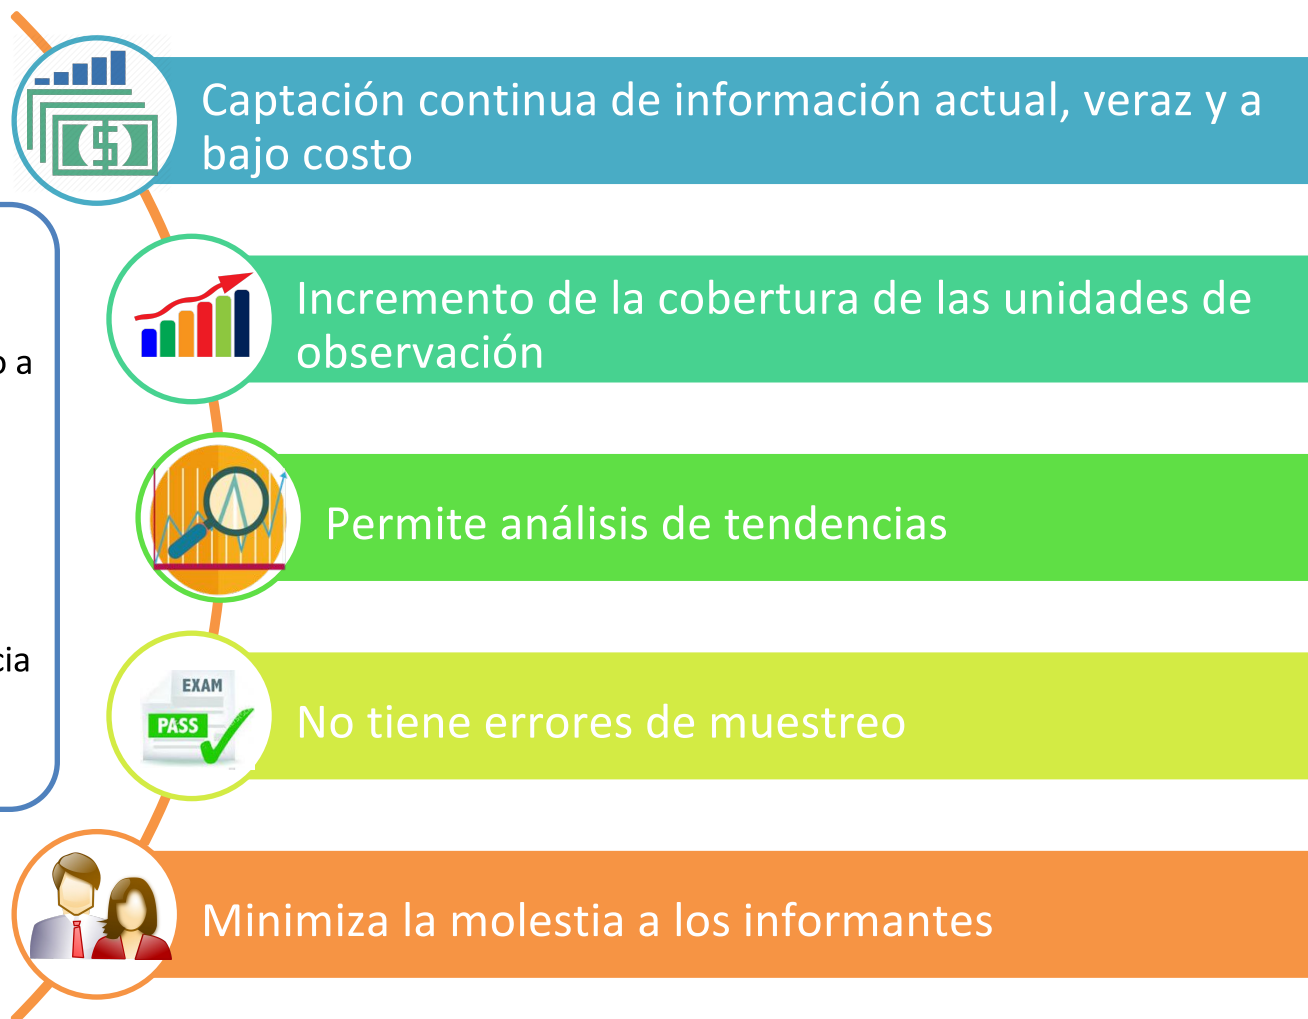 Captación continua de información actual, veraz y a
bajo costo
Incremento de la cobertura de las unidades de
observación
a
Permite análisis de tendencias
cia
EXAM
PASS
No tiene errores de muestreo
Minimiza la molestia a los informantes